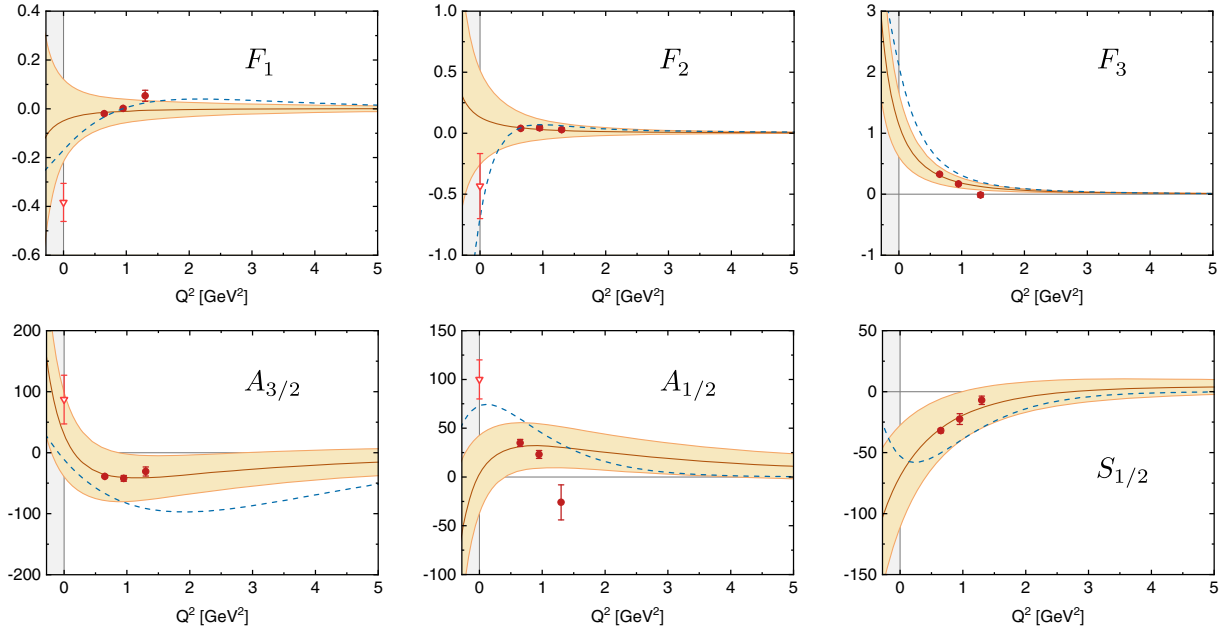 0.4
0.2
0.0
-0.2
-0.4
-0.6
F1
0 1 2 3 4 5
Q² [GeV²]
1.0
0.5
0.0
-0.5
-1.0
F2
0 1 2 3 4 5
Q² [GeV²]
3
2
1
0
-1
F3
0 1 2 3 4 5
Q² [GeV²]
200
100
0
-100
-200
A3/2
0 1 2 3 4 5
Q² [GeV²]
150
100
50
0
-50
-100
A1/2
0 1 2 3 4 5
Q² [GeV²]
50
0
-50
-100
-150
S1/2
0 1 2 3 4 5
Q² [GeV²]